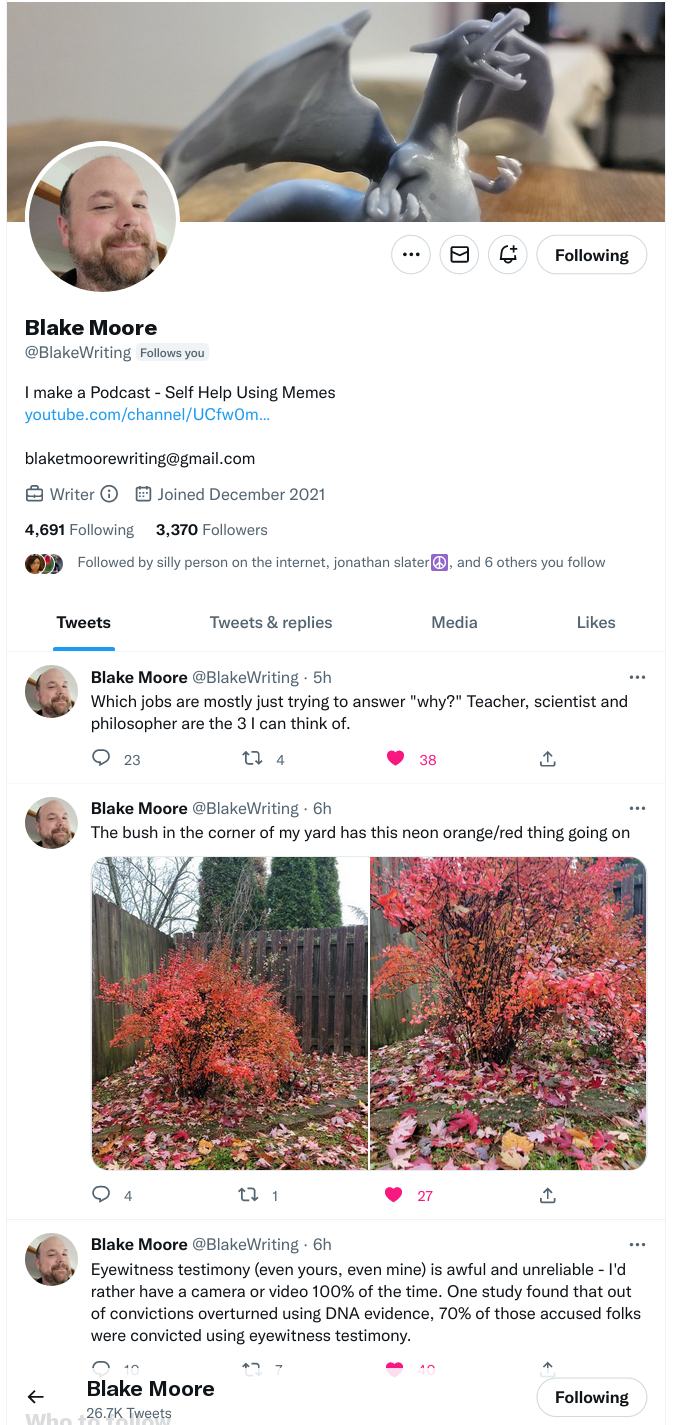 Following
Blake Moore
@BlakeWriting Follows you
I make a Podcast - Self Help Using Memes
youtube.com/channel/UCfw0m...
blaketmoorewriting@gmail.com
Writer Joined December 2021
4,691 Following 3,370 Followers
Followed by silly person on the internet, jonathan slater☮, and 6 others you follow
Tweets Tweets & replies Media Likes
Blake Moore @BlakeWriting · 5h
Which jobs are mostly just trying to answer "why?" Teacher, scientist and
philosopher are the 3 I can think of.
23 4 38
Blake Moore @BlakeWriting · 6h
The bush in the corner of my yard has this neon orange/red thing going on
4 1 27
Blake Moore @BlakeWriting · 6h
Eyewitness testimony (even yours, even mine) is awful and unreliable - I'd
rather have a camera or video 100% of the time. One study found that out
of convictions overturned using DNA evidence, 70% of those accused folks
were convicted using eyewitness testimony.
7
Blake Moore
26.7K Tweets
Following
Who to follow